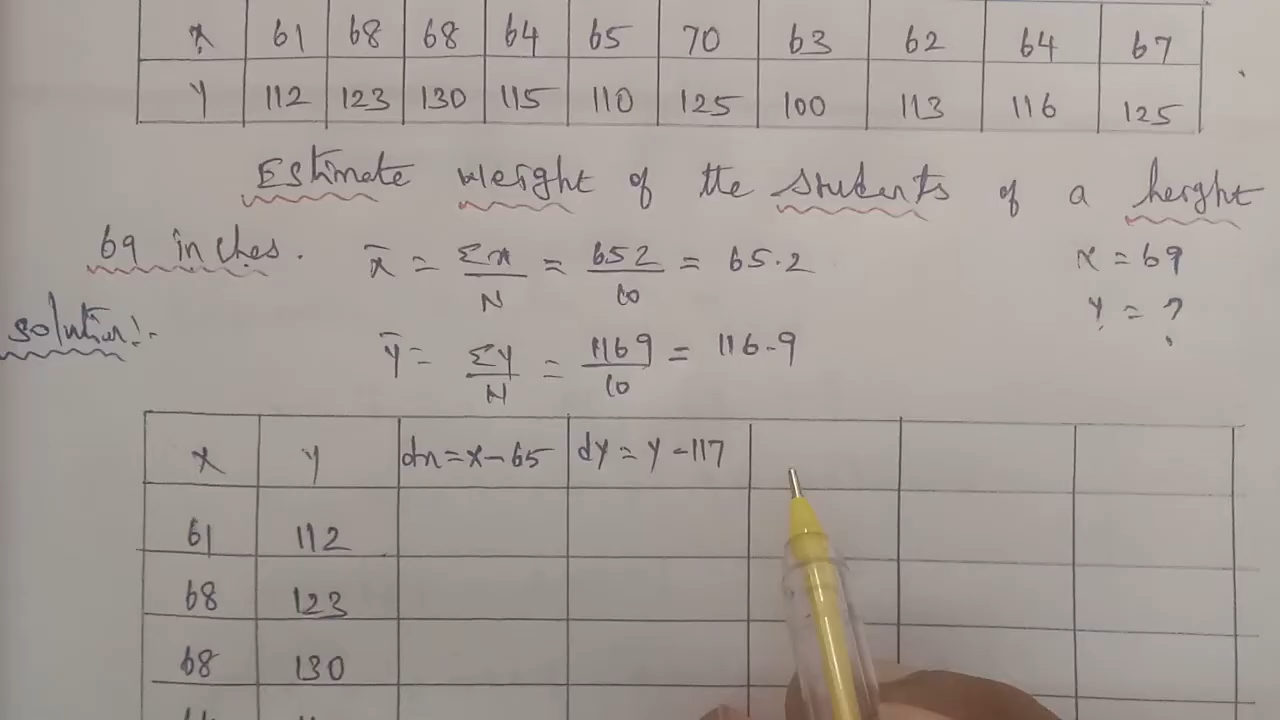 x 61 68 68 64 65 70 63 62 64 67
Y 112 123 130 115 110 125 100 113 116 125
Estimate weight of the students of a height
69 inches. x̄ = Σx/N = 652/10 = 65.2 x = 69
Solution:- Y = ?
ȳ = ΣY/N = 1169/10 = 116.9
x Y dx = x - 65 dy = Y - 117
61 112
68 123
68 130